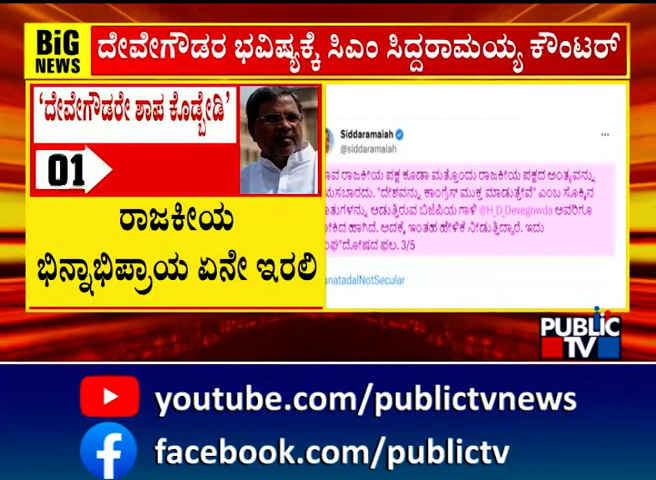 BiG NEWS
ದೇವೇಗೌಡರ ಭವಿಷ್ಯಕ್ಕೆ ಸಿಎಂ ಸಿದ್ದರಾಮಯ್ಯ ಕೌಂಟರ್
'ದೇವೇಗೌಡರೇ ಶಾಪ ಕೊಡ್ಬೇಡಿ'
01
ರಾಜಕೀಯ
ಭಿನ್ನಾಭಿಪ್ರಾಯ ಏನೇ ಇರಲಿ
Siddaramaiah
@siddaramaiah
ರಾಜಕೀಯ ಪಕ್ಷ ಕೂಡಾ ಮತ್ತೊಂದು ರಾಜಕೀಯ ಪಕ್ಷದ ಅಂತ್ಯವನ್ನು
ಯಸಬಾರದು. "ದೇಶವನ್ನು ಕಾಂಗ್ರೆಸ್ ಮುಕ್ತ ಮಾಡುತ್ತೇವೆ" ಎಂಬ ಸೊಕ್ಕಿನ
ತುಗಳನ್ನು ಆಡುತ್ತಿರುವ ಬಿಜೆಪಿಯ ಗಾಳಿ @H_D_Devegowda ಅವರಿಗೂ
ೋಕಿದ ಹಾಗಿದೆ. ಅದಕ್ಕೆ ಇಂತಹ ಹೇಳಿಕೆ ನೀಡುತ್ತಿದ್ದಾರೆ. ಇದು
ಘ"ದೋಷದ ಫಲ. 3/5
natadalNotSecular
PUBLIC TV
youtube.com/publictvnews
facebook.com/publictv